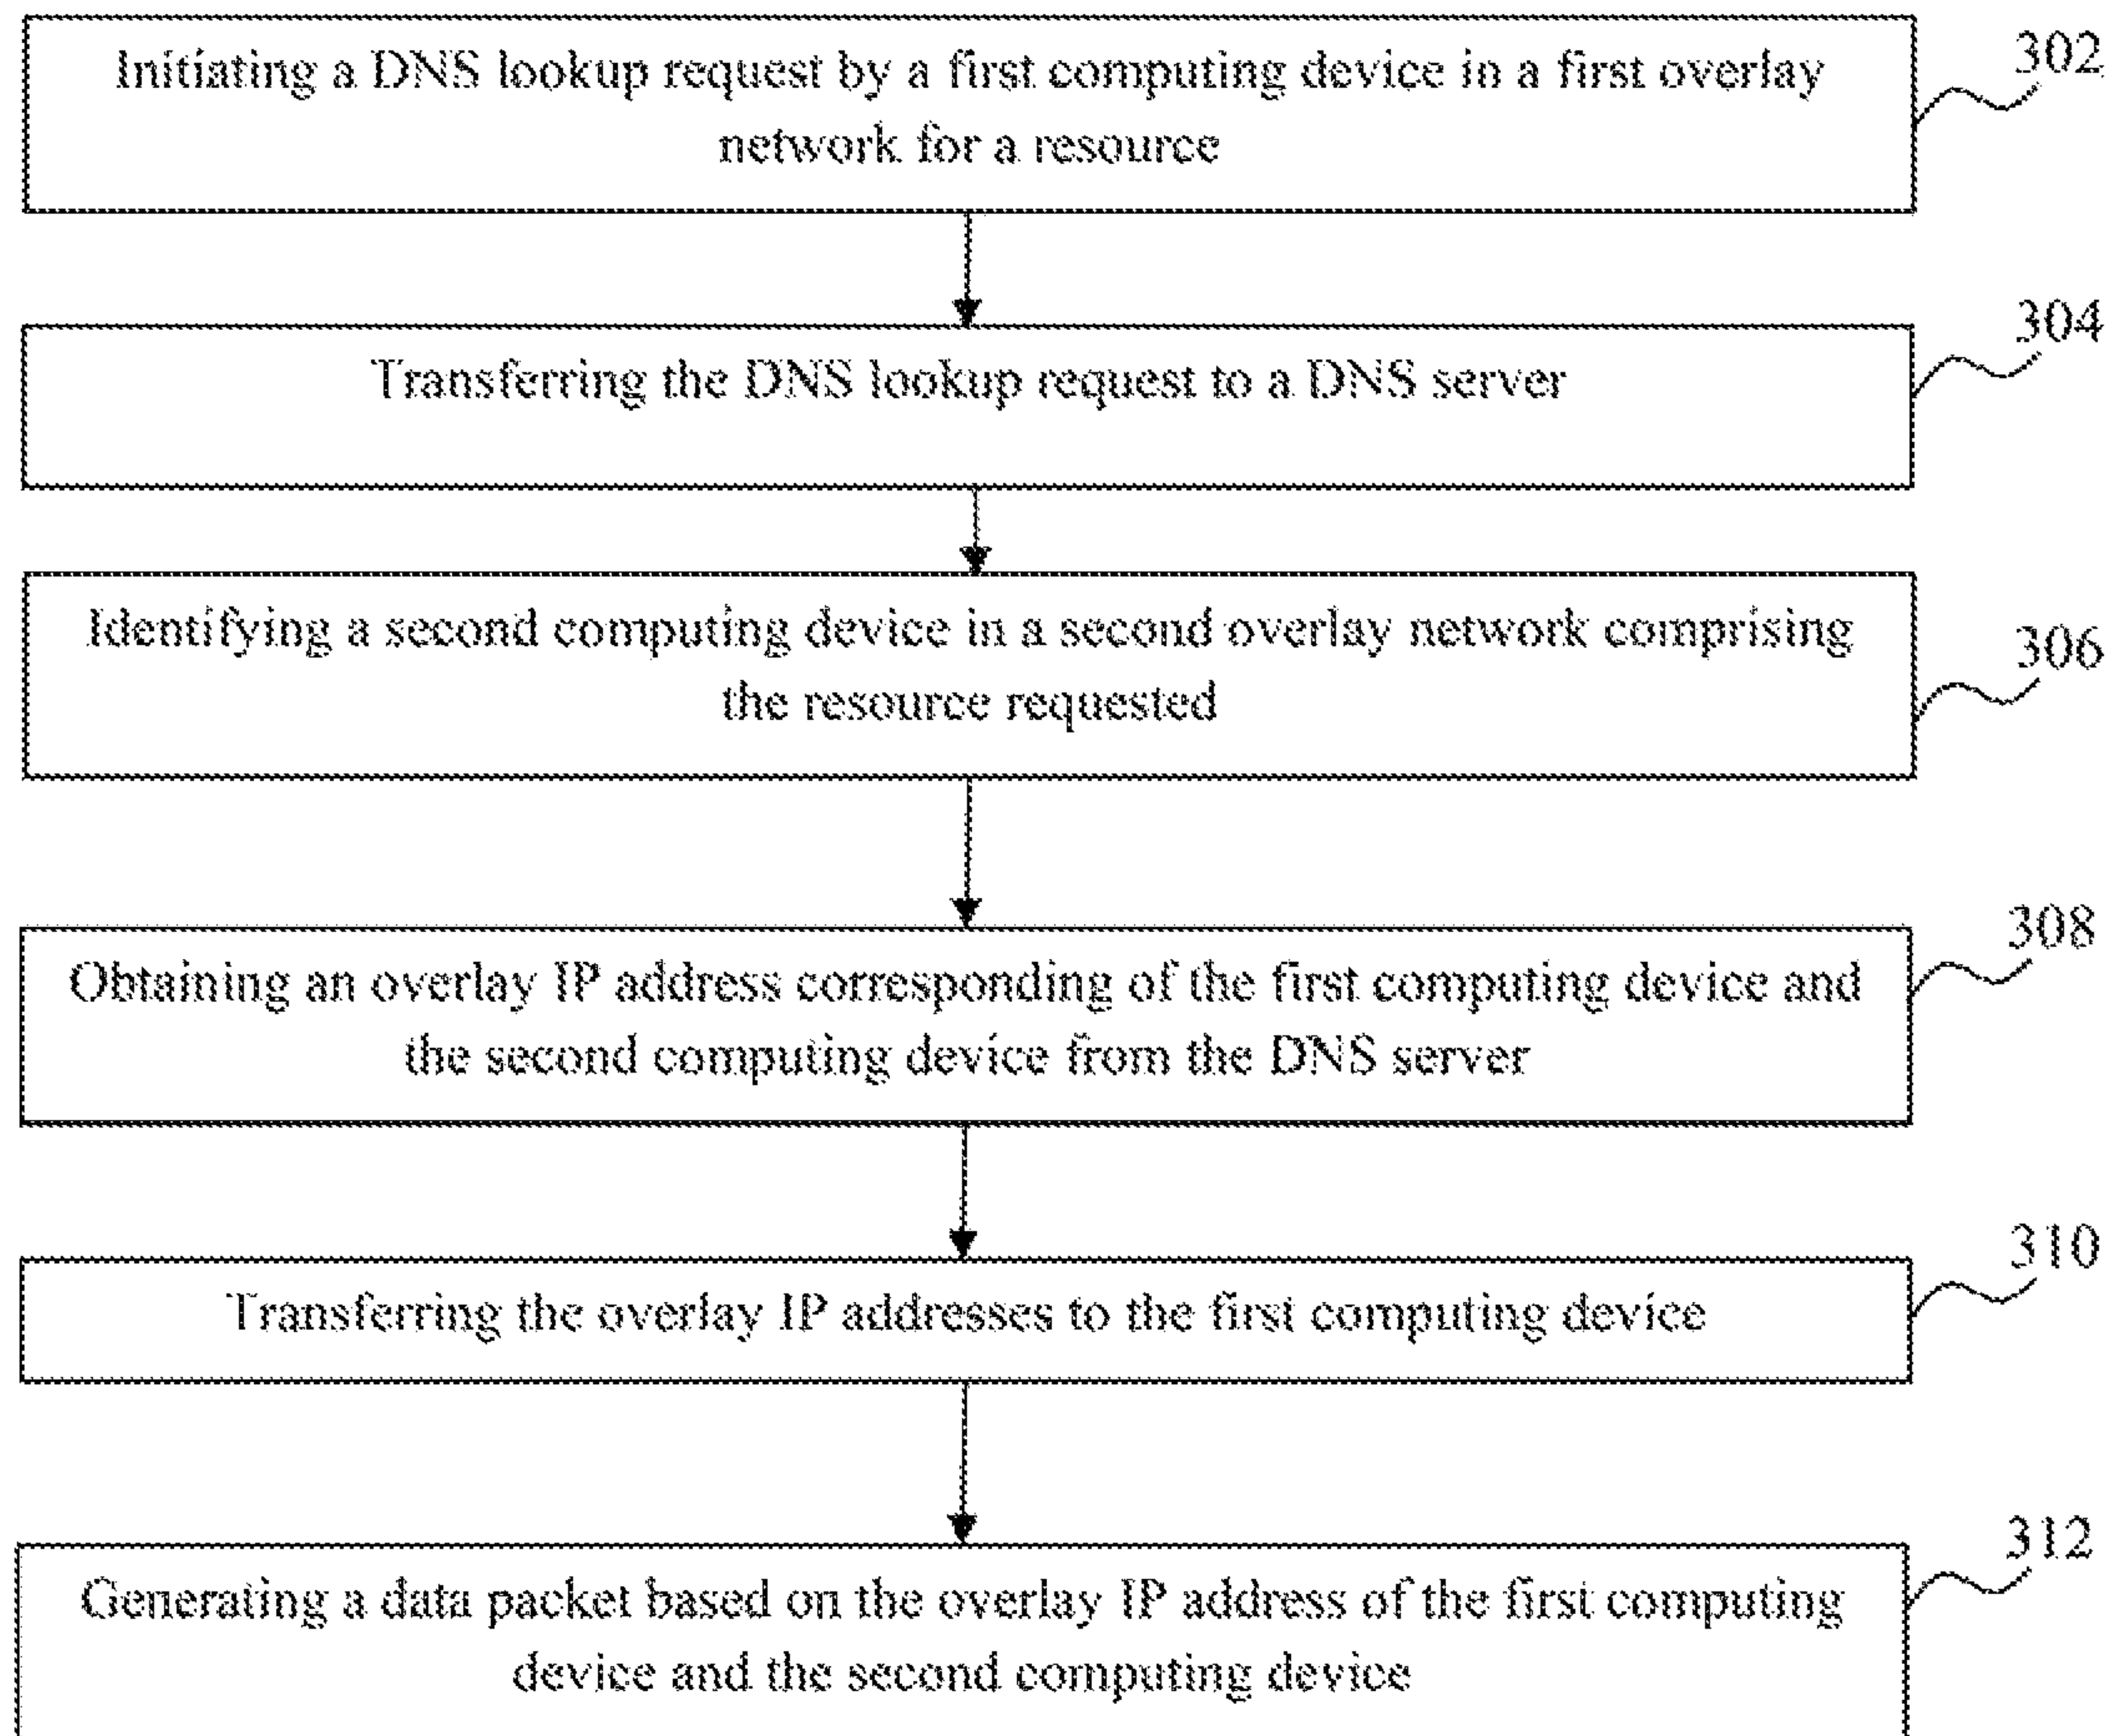 Initiating a DNS lookup request by a first computing device in a first overlay
network for a resource
302
Transferring the DNS lookup request to a DNS server
304
Identifying a second computing device in a second overlay network comprising
the resource requested
306
Obtaining an overlay IP address corresponding of the first computing device and
the second computing device from the DNS server
308
Transferring the overlay IP addresses to the first computing device
310
Generating a data packet based on the overlay IP address of the first computing
device and the second computing device
312